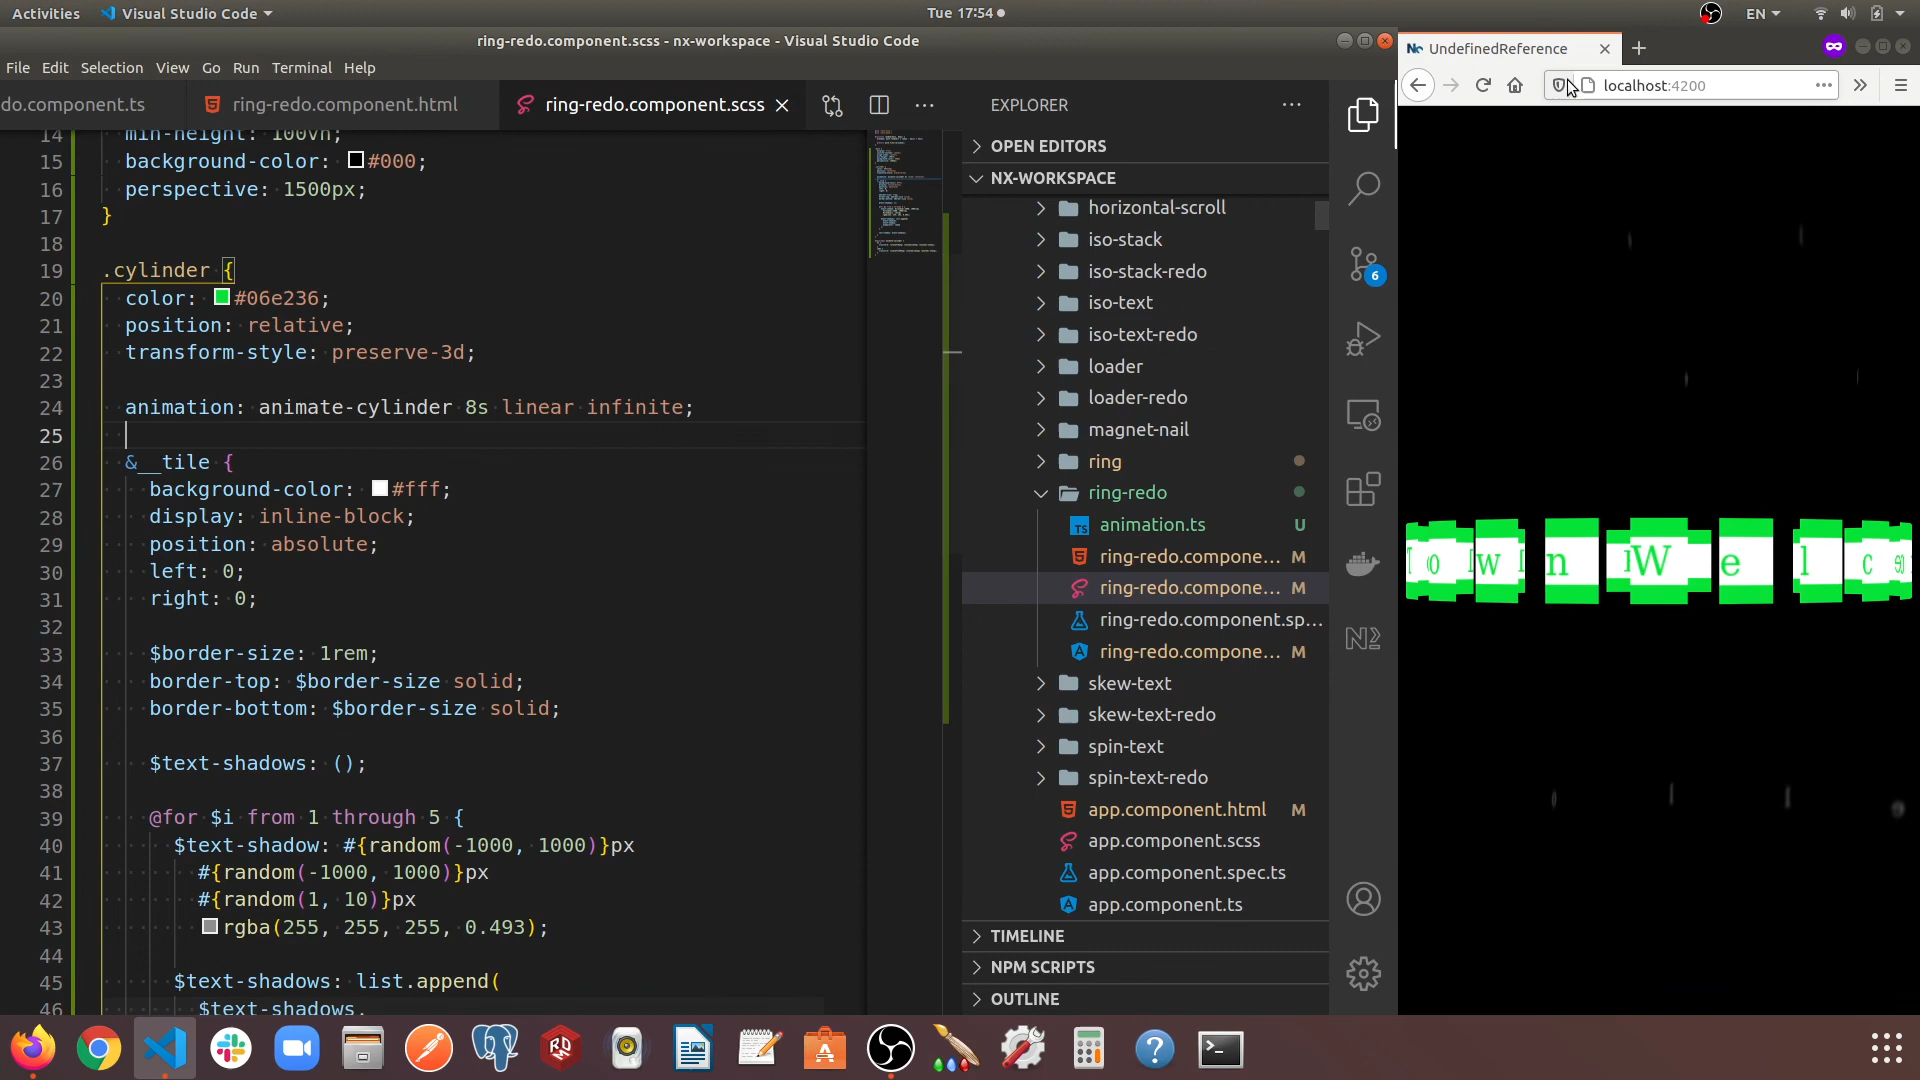 Activities
Visual Studio Code
Tue 17:54
EN
ring-redo.component.scss - nx-workspace - Visual Studio Code
File Edit Selection View Go Run Terminal Help
do.component.ts
ring-redo.component.html
ring-redo.component.scss
14 min-height: 100vh;
15 background-color: #000;
16 perspective: 1500px;
17 }
18
19 .cylinder {
20 color: #06e236;
21 position: relative;
22 transform-style: preserve-3d;
23
24 animation: animate-cylinder 8s linear infinite;
25
26 &__tile {
27 background-color: #fff;
28 display: inline-block;
29 position: absolute;
30 left: 0;
31 right: 0;
32
33 $border-size: 1rem;
34 border-top: $border-size solid;
35 border-bottom: $border-size solid;
36
37 $text-shadows: ();
38
39 @for $i from 1 through 5 {
40 $text-shadow: #{random(-1000, 1000)}px
41 #{random(-1000, 1000)}px
42 #{random(1, 10)}px
43 rgba(255, 255, 255, 0.493);
44
45 $text-shadows: list.append(
46 $text-shadows,
EXPLORER
OPEN EDITORS
NX-WORKSPACE
horizontal-scroll
iso-stack
iso-stack-redo
iso-text
iso-text-redo
loader
loader-redo
magnet-nail
ring
ring-redo
animation.ts U
ring-redo.compone... M
ring-redo.compone... M
ring-redo.component.sp...
ring-redo.compone... M
skew-text
skew-text-redo
spin-text
spin-text-redo
app.component.html M
app.component.scss
app.component.spec.ts
app.component.ts
TIMELINE
NPM SCRIPTS
OUTLINE
6
UndefinedReference
localhost:4200
o w n W e l c